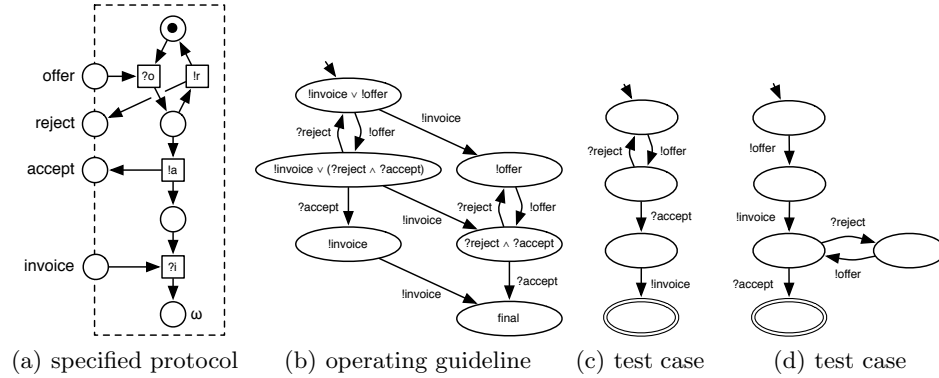 offer
reject
accept
invoice
?o
!r
!a
?i
ω
(a) specified protocol
!invoice ∨ !offer
!invoice
?reject
!offer
!invoice ∨ (?reject ∧ ?accept)
!offer
?accept
!invoice
?reject
!offer
!invoice
?reject ∧ ?accept
!invoice
?accept
final
(b) operating guideline
?reject
!offer
?accept
!invoice
(c) test case
!offer
!invoice
?reject
!offer
?accept
(d) test case